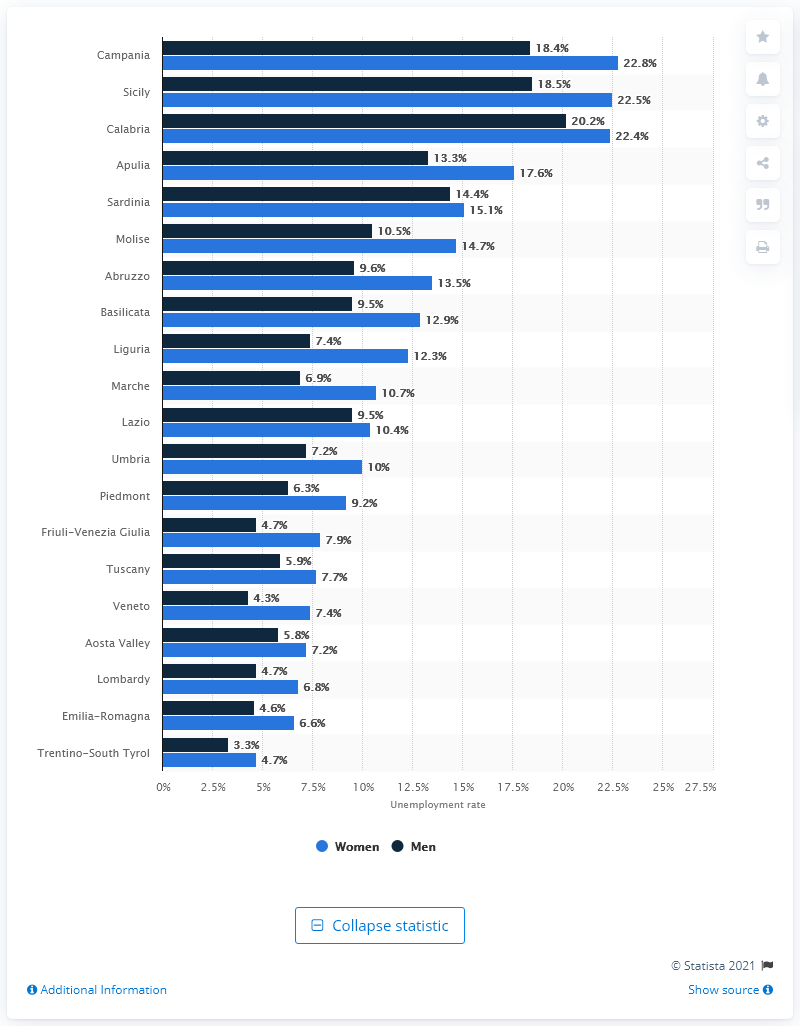 Campania 18.4%
22.8%
Sicily 18.5%
22.5%
Calabria 20.2%
22.4%
Apulia 13.3%
17.6%
Sardinia 14.4%
15.1%
Molise 10.5%
14.7%
Abruzzo 9.6%
13.5%
Basilicata 9.5%
12.9%
Liguria 7.4%
12.3%
Marche 6.9%
10.7%
Lazio 9.5%
10.4%
Umbria 7.2%
10%
Piedmont 6.3%
9.2%
Friuli-Venezia Giulia 4.7%
7.9%
Tuscany 5.9%
7.7%
Veneto 4.3%
7.4%
Aosta Valley 5.8%
7.2%
Lombardy 4.7%
6.8%
Emilia-Romagna 4.6%
6.6%
Trentino-South Tyrol 3.3%
4.7%
0% 2.5% 5% 7.5% 10% 12.5% 15% 17.5% 20% 22.5% 25% 27.5%
Unemployment rate
Women Men
Collapse statistic
© Statista 2021
Additional Information Show source